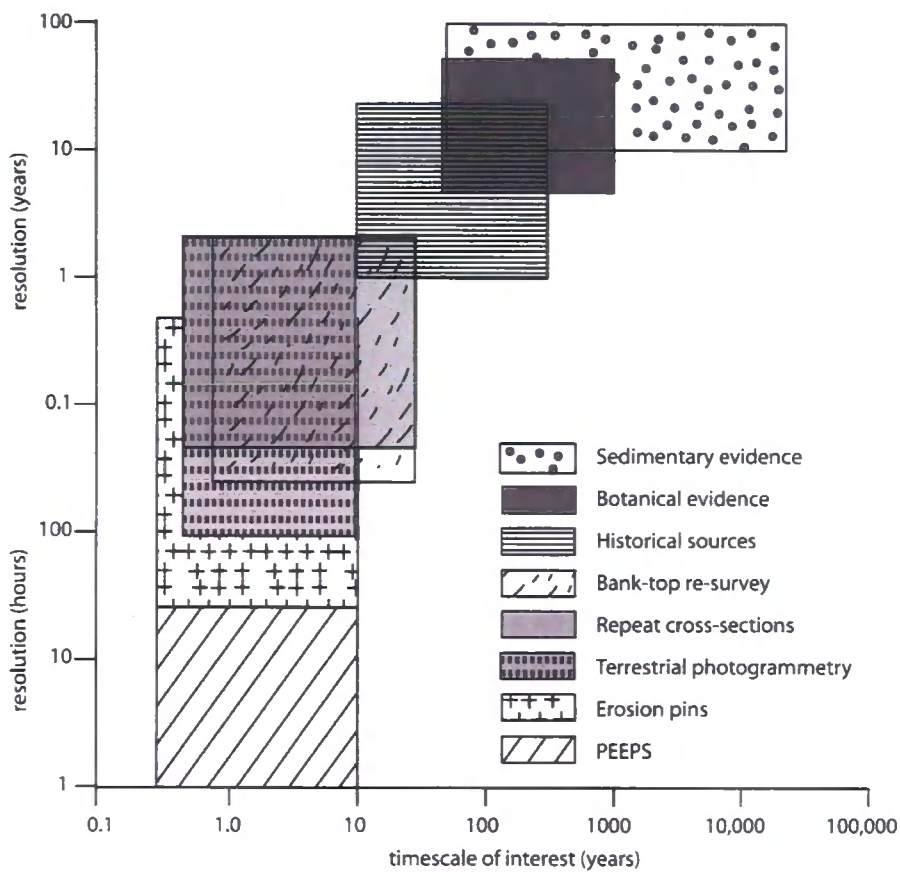 100
10
1
0.1
100
10
1
resolution (years)
resolution (hours)
Sedimentary evidence
Botanical evidence
Historical sources
Bank-top re-survey
Repeat cross-sections
Terrestrial photogrammetry
Erosion pins
PEEPS
0.1
1.0
10
100
1000
10,000
100,000
timescale of interest (years)